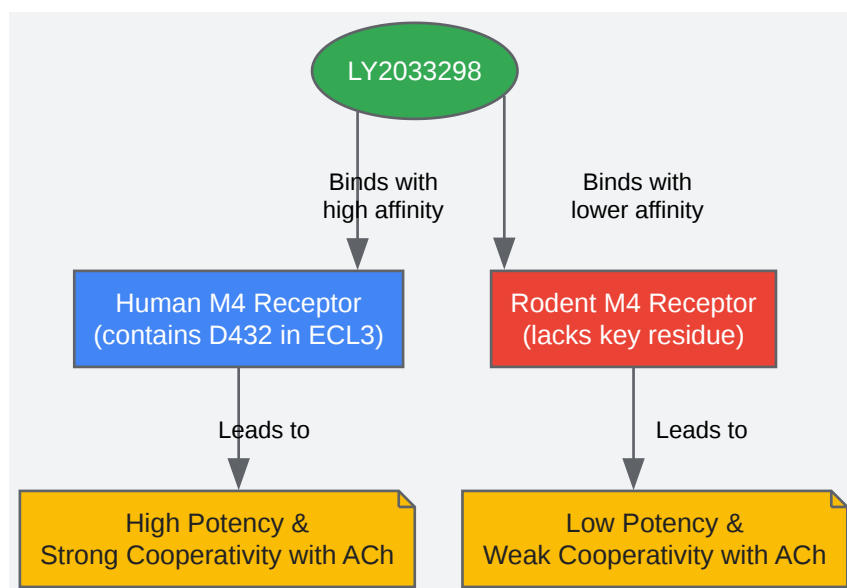 LY2033298
Binds with
high affinity
Binds with
lower affinity
Human M4 Receptor
(contains D432 in ECL3)
Rodent M4 Receptor
(lacks key residue)
Leads to
Leads to
High Potency &
Strong Cooperativity with ACh
Low Potency &
Weak Cooperativity with ACh